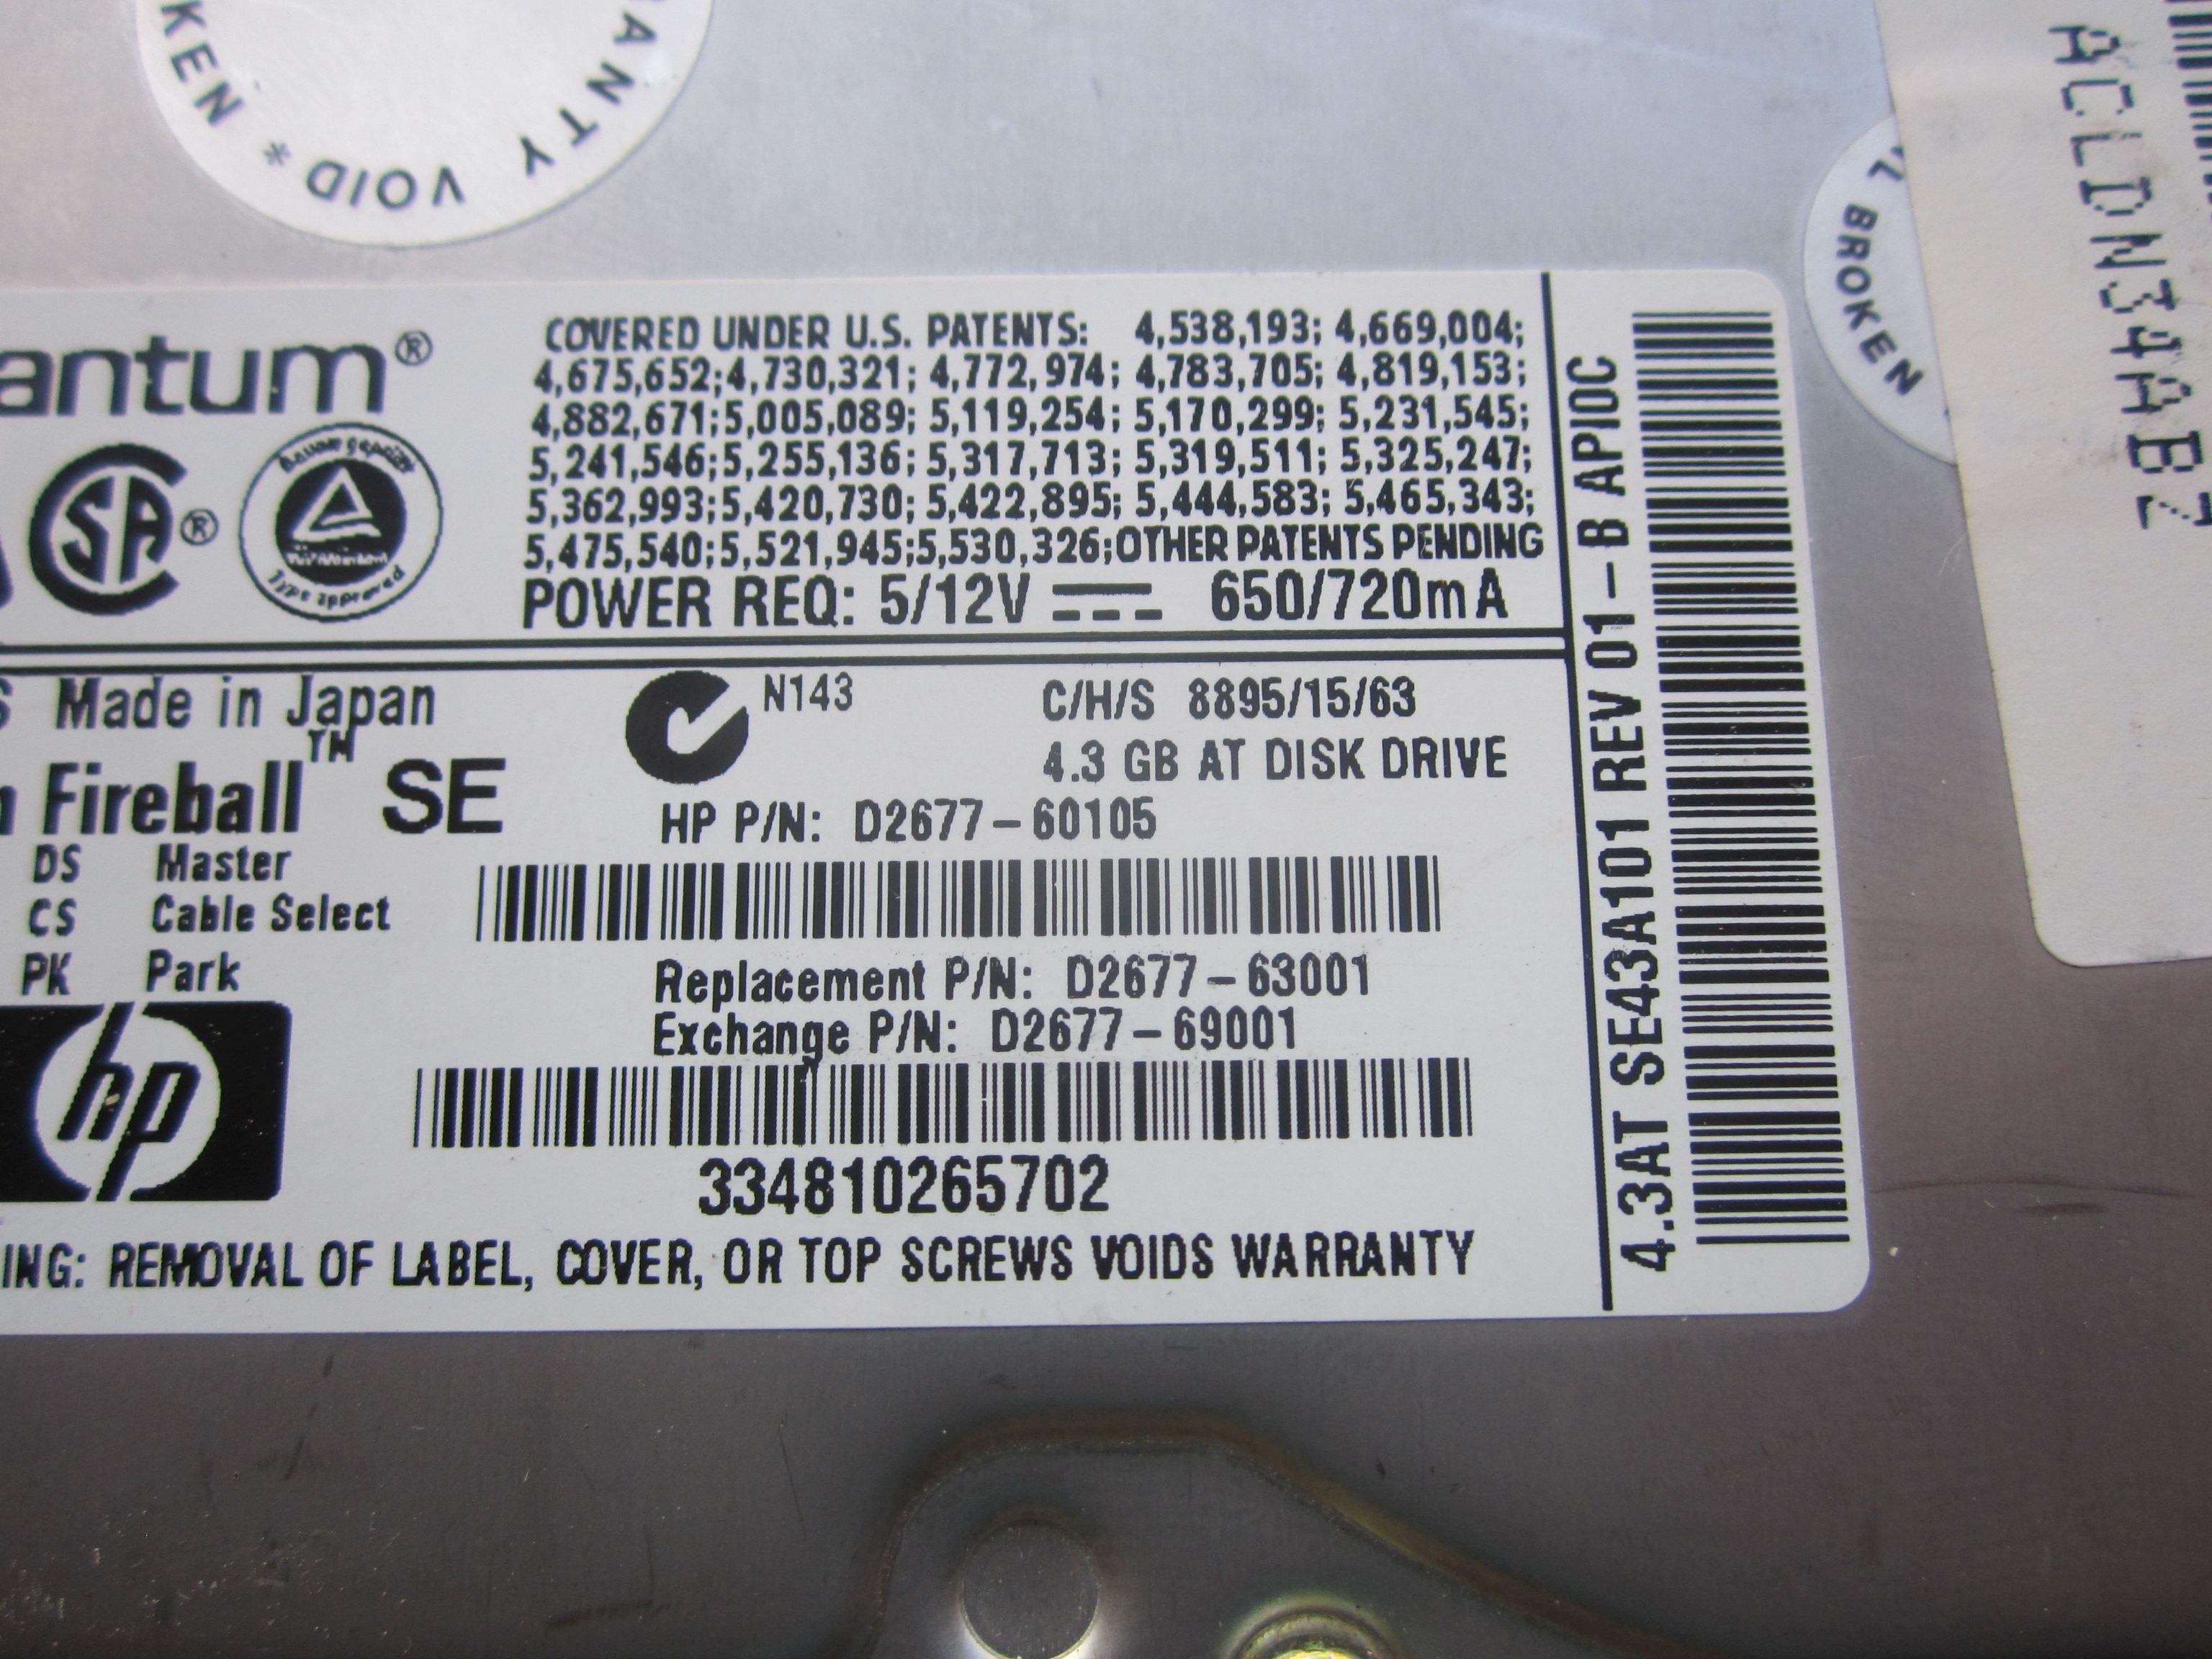 KEN * VOID
ANTY
BROKEN
ACLDN34ABZ
antum®
COVERED UNDER U.S. PATENTS: 4,538,193; 4,669,004;
4,675,652;4,730,321; 4,772,974; 4,783,705; 4,819,153;
4,882,671;5,005,089; 5,119,254; 5,170,299; 5,231,545;
5,241,546;5,255,136; 5,317,713; 5,319,511; 5,325,247;
5,362,993;5,420,730; 5,422,895; 5,444,583; 5,465,343;
5,475,540;5,521,945;5,530,326;OTHER PATENTS PENDING
POWER REQ: 5/12V 650/720mA
SA®
Bauart geprüft
Type approved
S Made in Japan
N143
C/H/S 8895/15/63
Fireball™ SE
4.3 GB AT DISK DRIVE
HP P/N: D2677-60105
DS Master
CS Cable Select
PK Park
Replacement P/N: D2677-63001
Exchange P/N: D2677-69001
hp
334810265702
ING: REMOVAL OF LABEL, COVER, OR TOP SCREWS VOIDS WARRANTY
4.3AT SE43A101 REV 01-B API0C